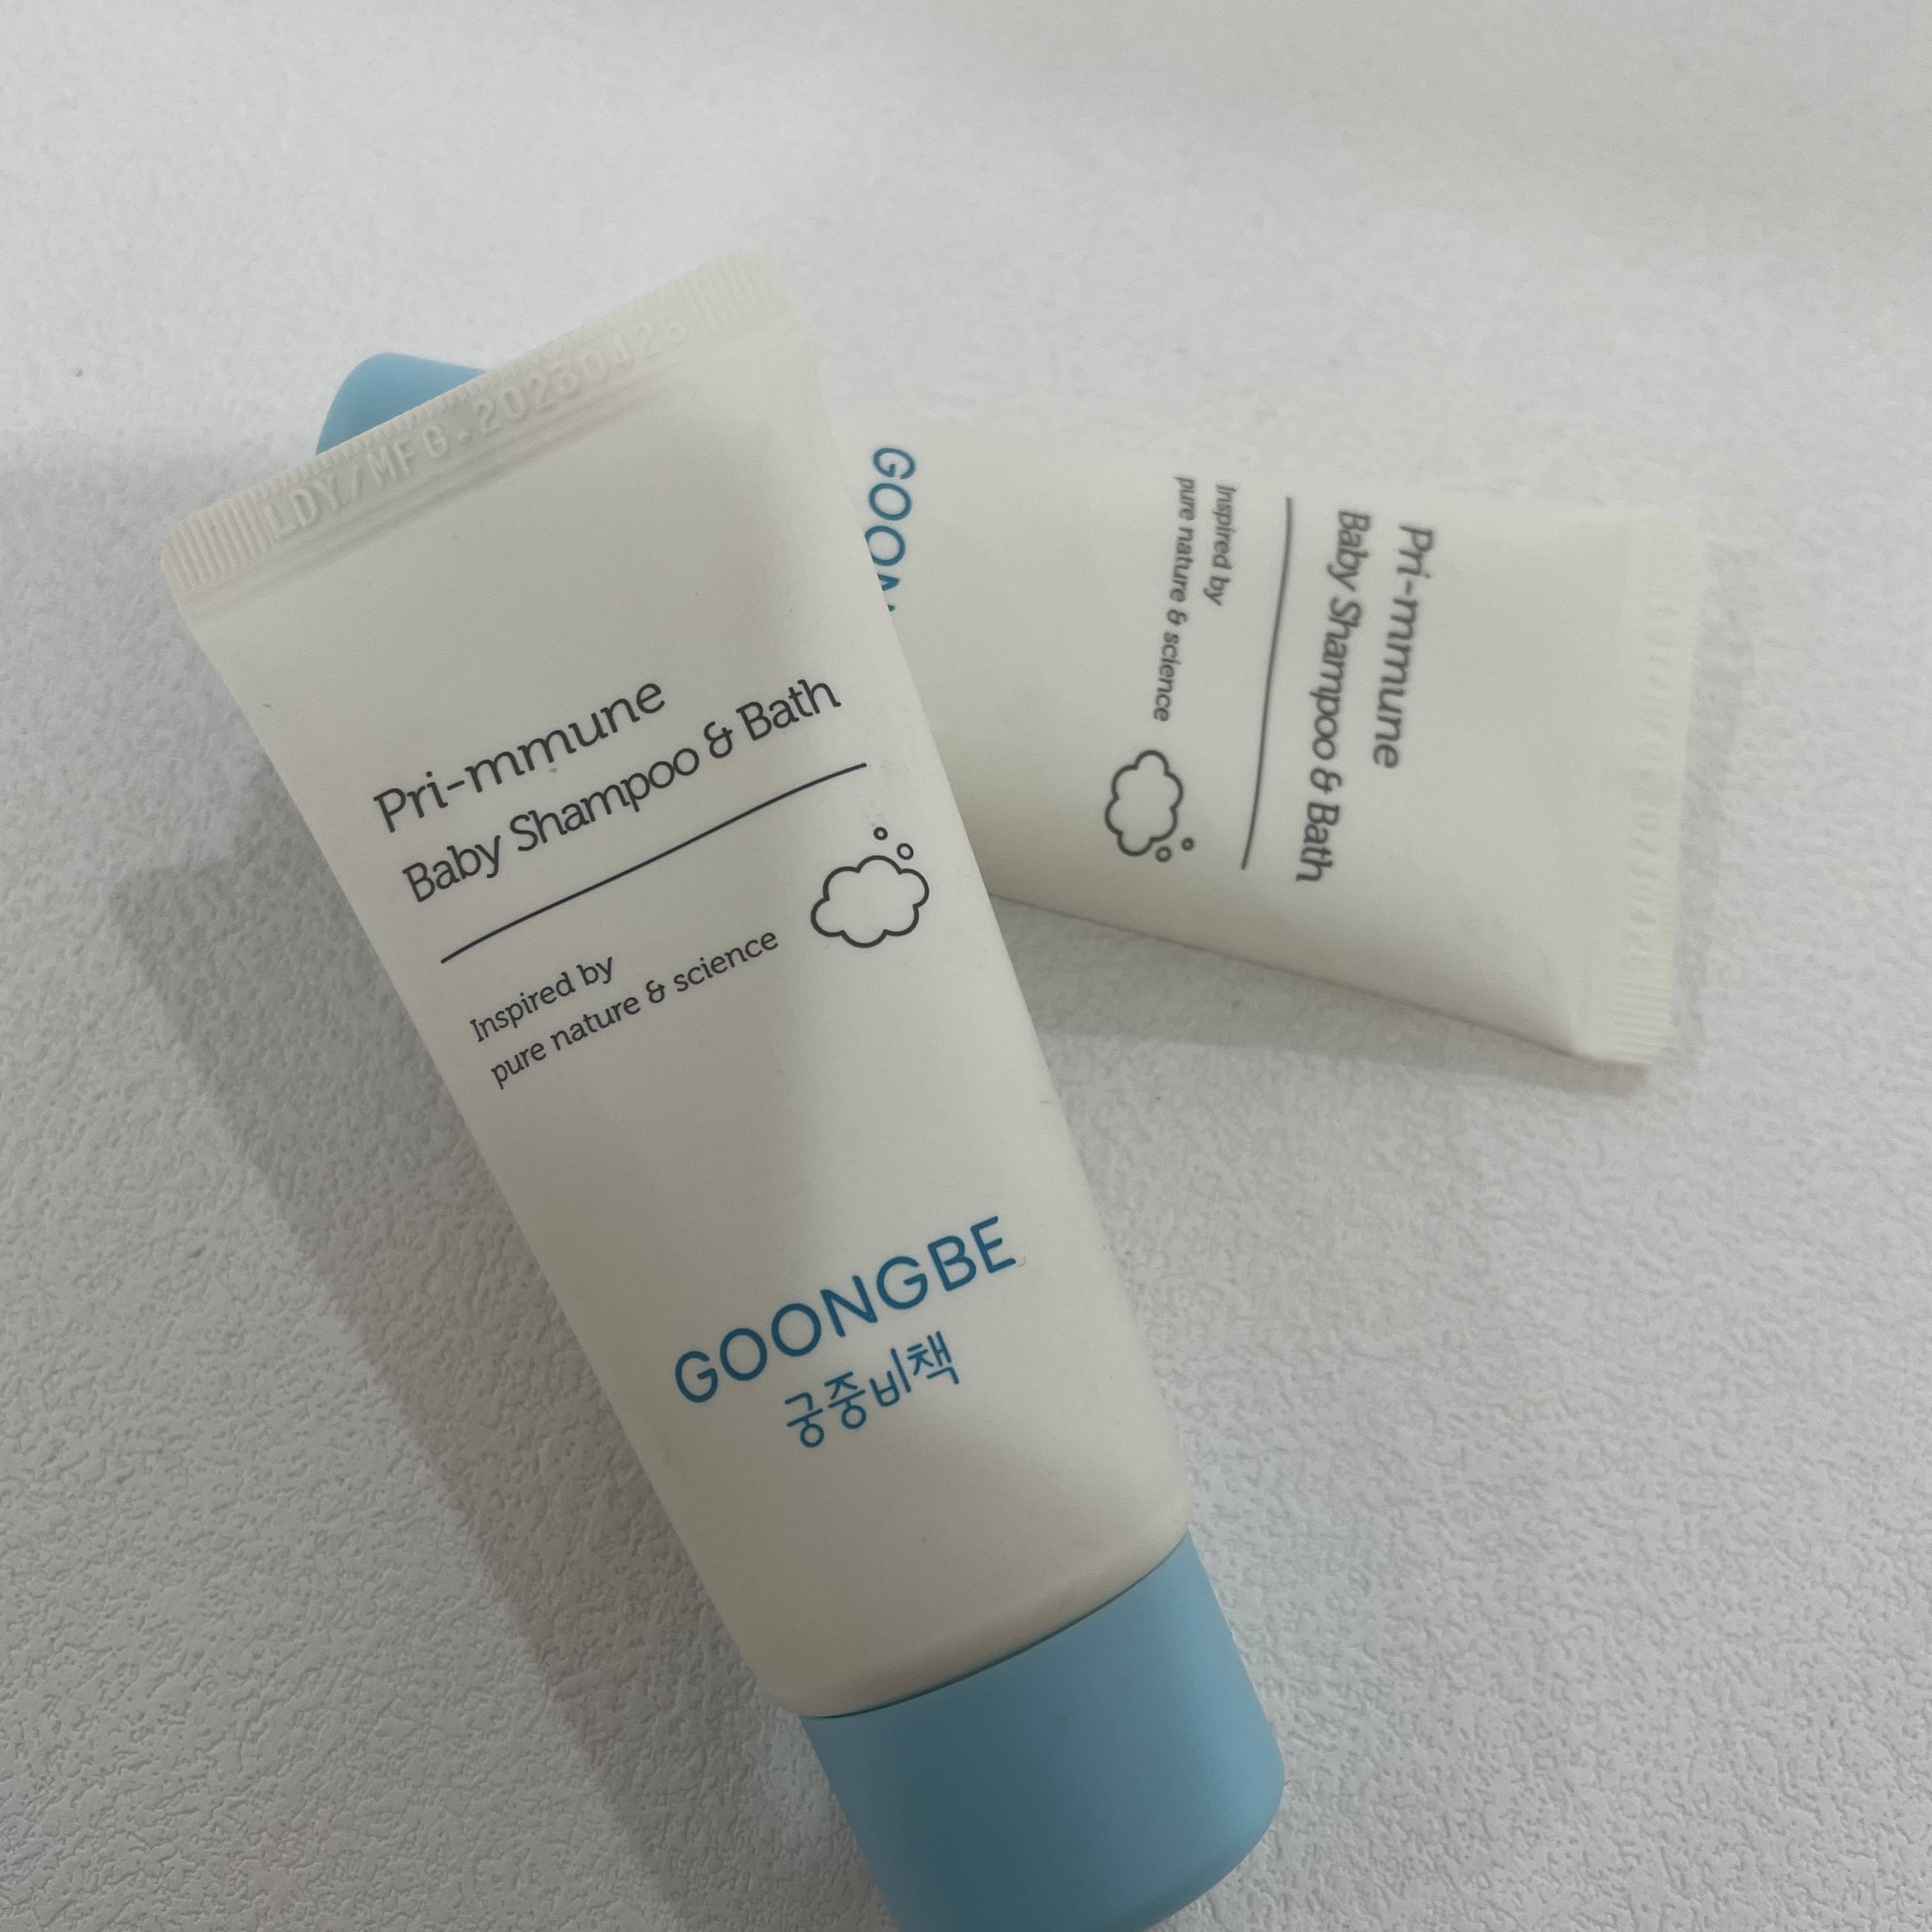 LDY/MFG.20230426
Pri-mmune
Baby Shampoo & Bath
Inspired by
pure nature & science
GOONGBE
궁중비책
Pri-mmune
Baby Shampoo & Bath
Inspired by
pure nature & science